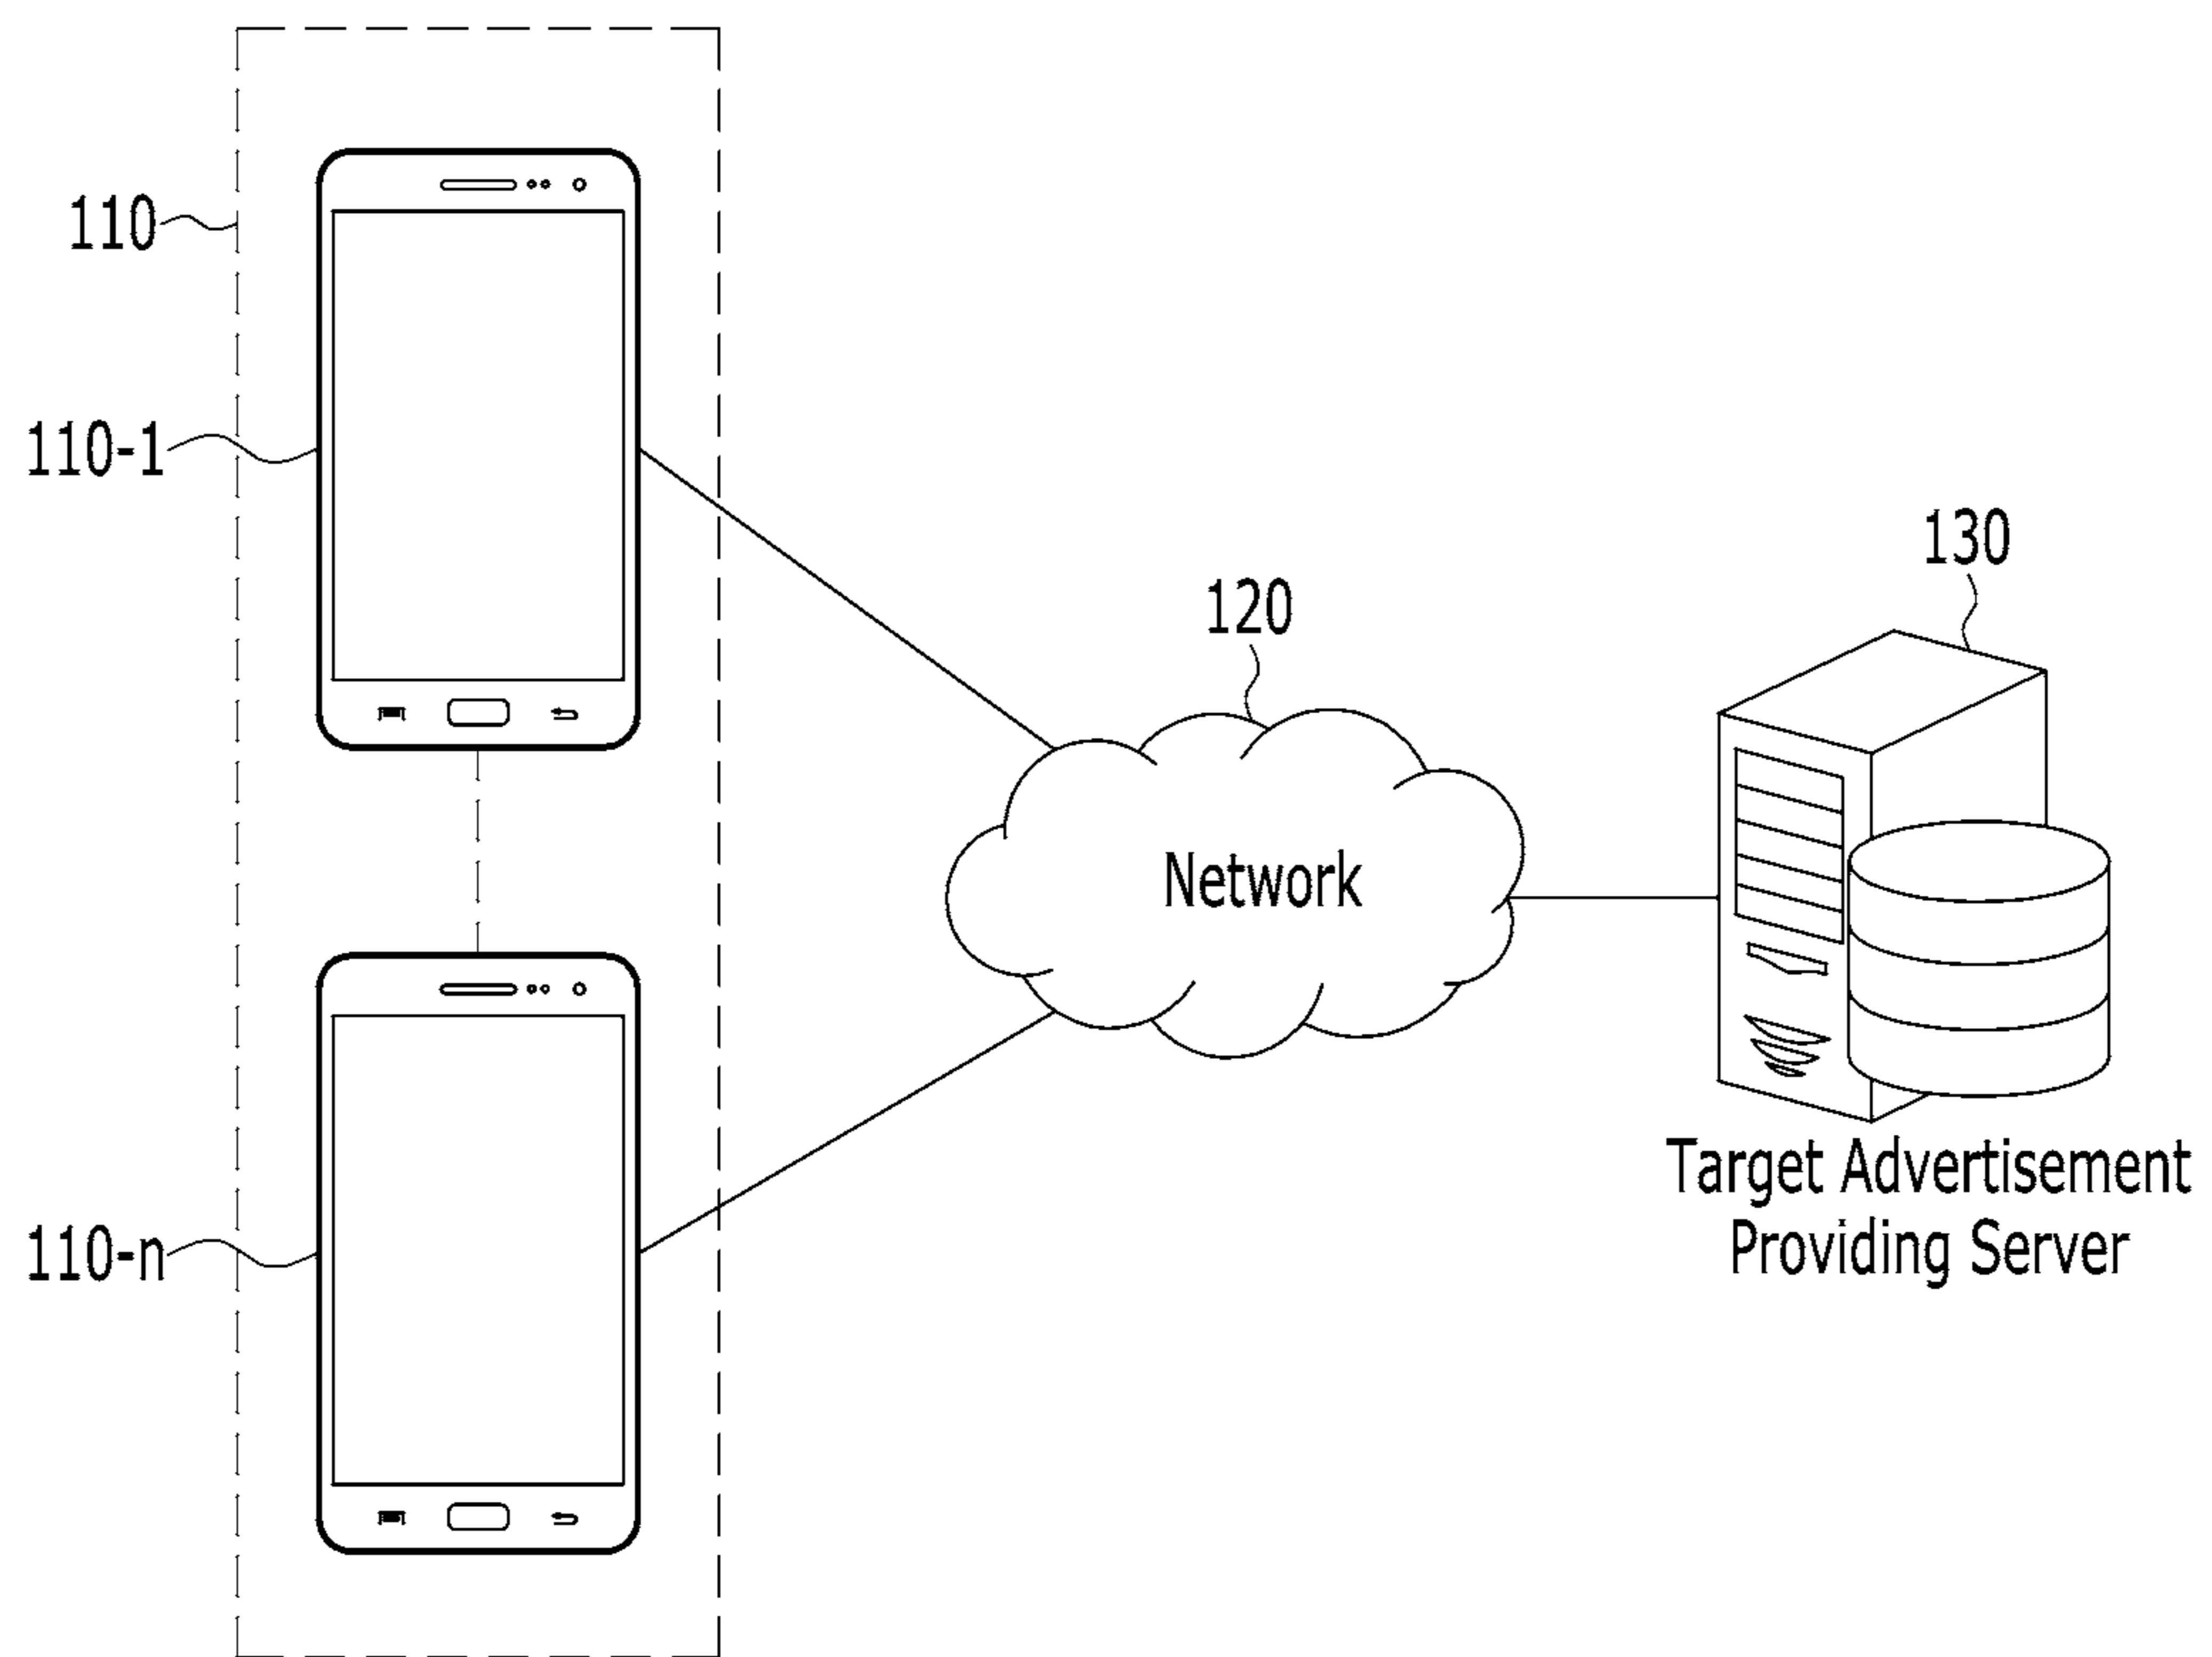 110
110-1
130
120
Network
Target Advertisement
Providing Server
110-n